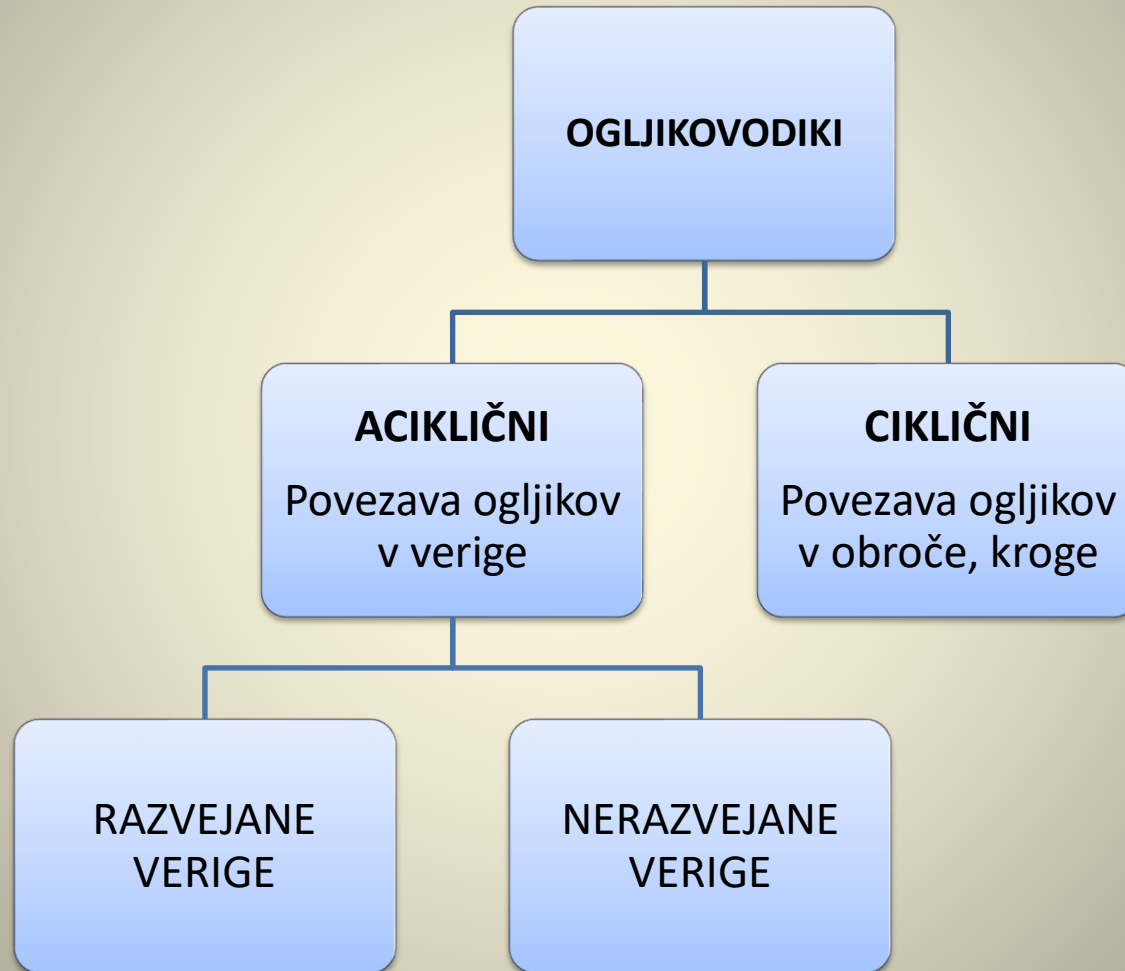 OGLJIKOVODIKI
ACIKLIČNI
Povezava ogljikov
v verige
CIKLIČNI
Povezava ogljikov
v obroče, kroge
RAZVEJANE
VERIGE
NERAZVEJANE
VERIGE